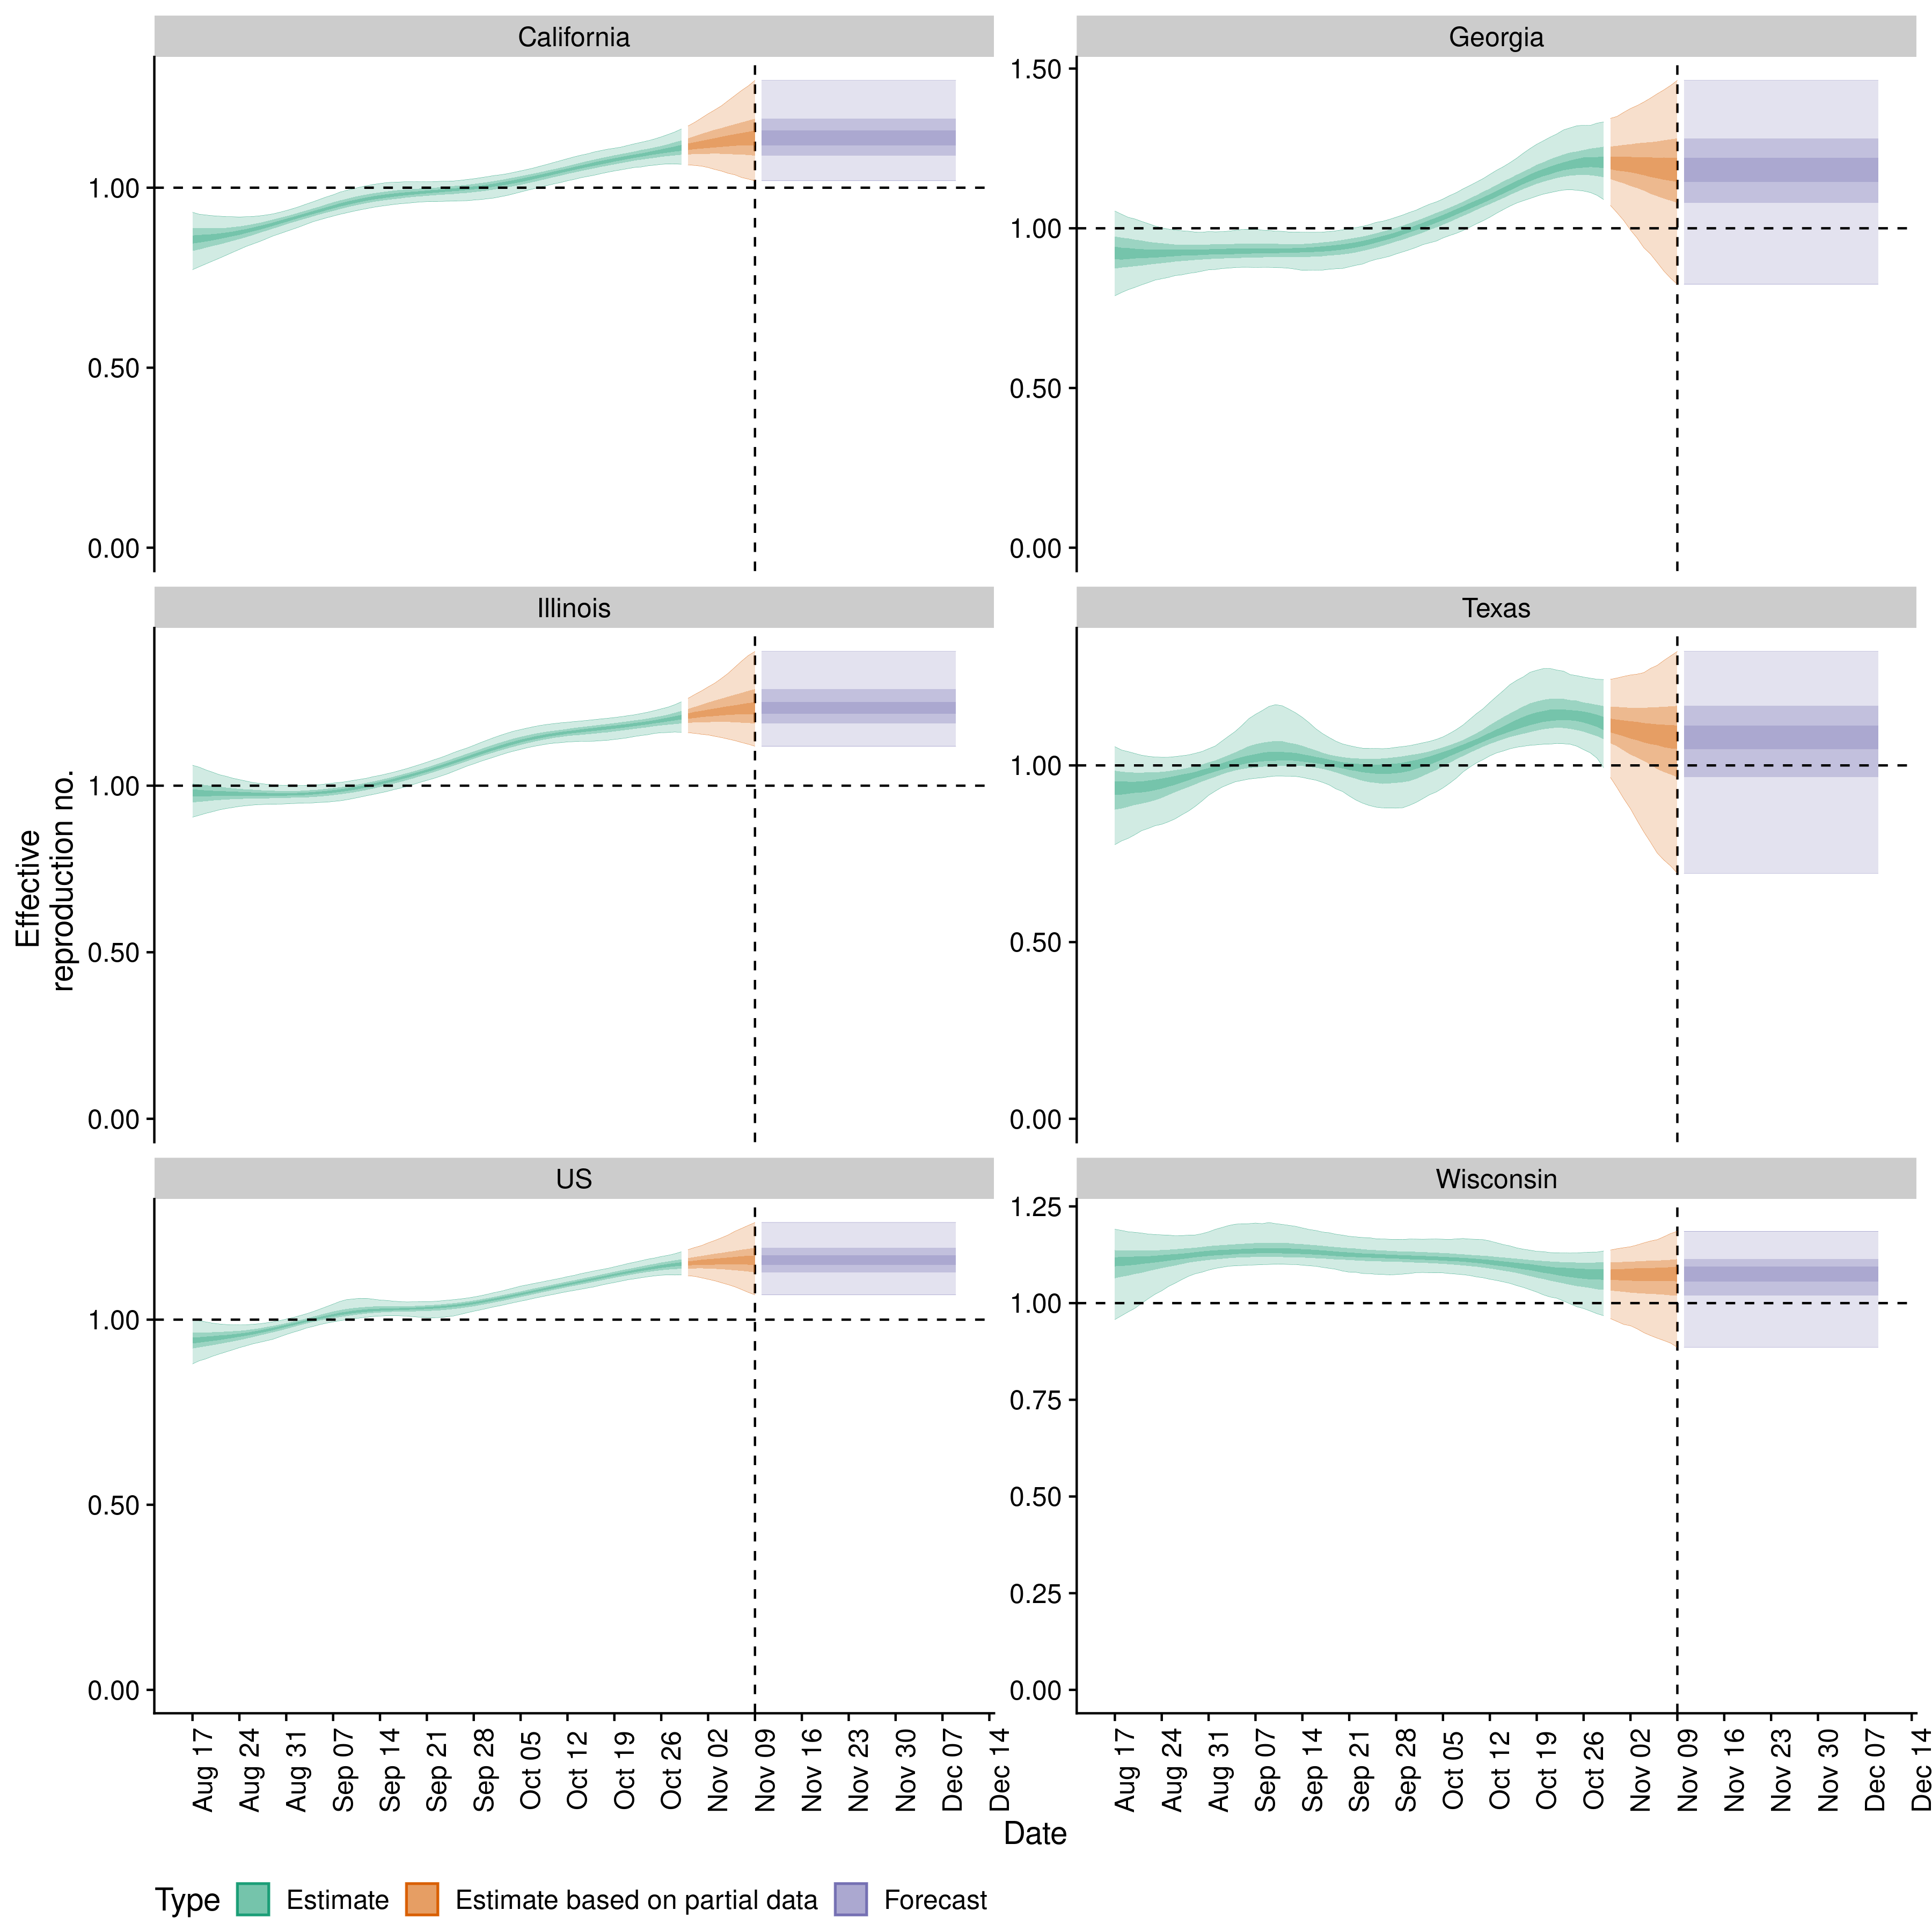 California
Georgia
1.00
0.50
0.00
1.50
1.00
0.50
0.00
Illinois
Texas
1.00
0.50
0.00
1.00
0.50
0.00
US
Wisconsin
1.00
0.50
0.00
1.25
1.00
0.75
0.50
0.25
0.00
Effective
reproduction no.
Aug 17
Aug 24
Aug 31
Sep 07
Sep 14
Sep 21
Sep 28
Oct 05
Oct 12
Oct 19
Oct 26
Nov 02
Nov 09
Nov 16
Nov 23
Nov 30
Dec 07
Dec 14
Aug 17
Aug 24
Aug 31
Sep 07
Sep 14
Sep 21
Sep 28
Oct 05
Oct 12
Oct 19
Oct 26
Nov 02
Nov 09
Nov 16
Nov 23
Nov 30
Dec 07
Dec 14
Date
Type Estimate Estimate based on partial data Forecast